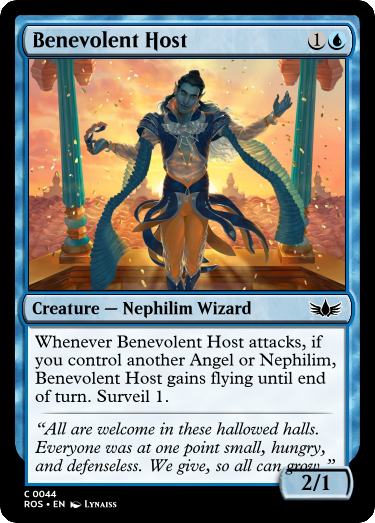 Benevolent Host 1
Creature — Nephilim Wizard
Whenever Benevolent Host attacks, if
you control another Angel or Nephilim,
Benevolent Host gains flying until end
of turn. Surveil 1.
“All are welcome in these hallowed halls.
Everyone was at one point small, hungry,
and defenseless. We give, so all can grow.”
2/1
C 0044
ROS • EN Lynaiss